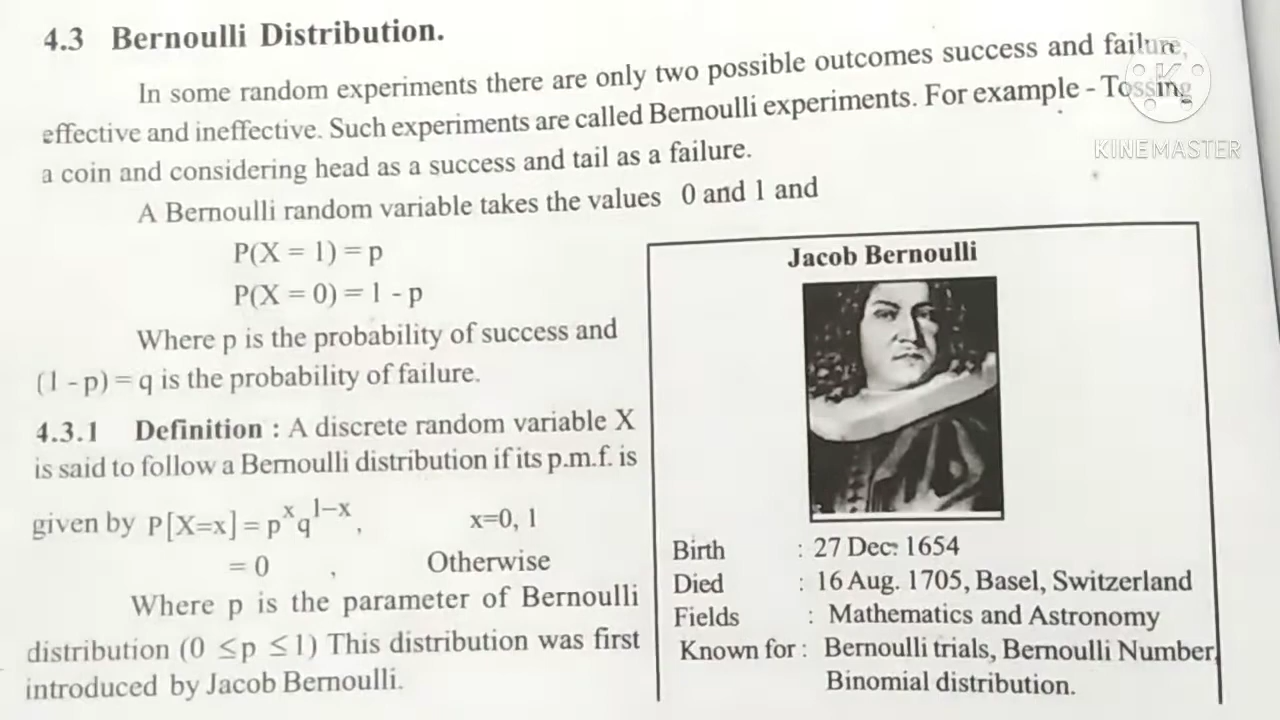 4.3 Bernoulli Distribution.
In some random experiments there are only two possible outcomes success and failure,
effective and ineffective. Such experiments are called Bernoulli experiments. For example - Tossing
a coin and considering head as a success and tail as a failure.
A Bernoulli random variable takes the values 0 and 1 and
P(X = 1) = p
P(X = 0) = 1 - p
Where p is the probability of success and
(1 - p) = q is the probability of failure.
4.3.1 Definition : A discrete random variable X
is said to follow a Bernoulli distribution if its p.m.f. is
given by P[X=x] = pˣ q¹⁻ˣ, x=0, 1
= 0 , Otherwise
Where p is the parameter of Bernoulli
distribution (0 ≤p ≤1) This distribution was first
introduced by Jacob Bernoulli.
Jacob Bernoulli
Birth : 27 Dec. 1654
Died : 16 Aug. 1705, Basel, Switzerland
Fields : Mathematics and Astronomy
Known for : Bernoulli trials, Bernoulli Number,
Binomial distribution.
K
KINEMASTER